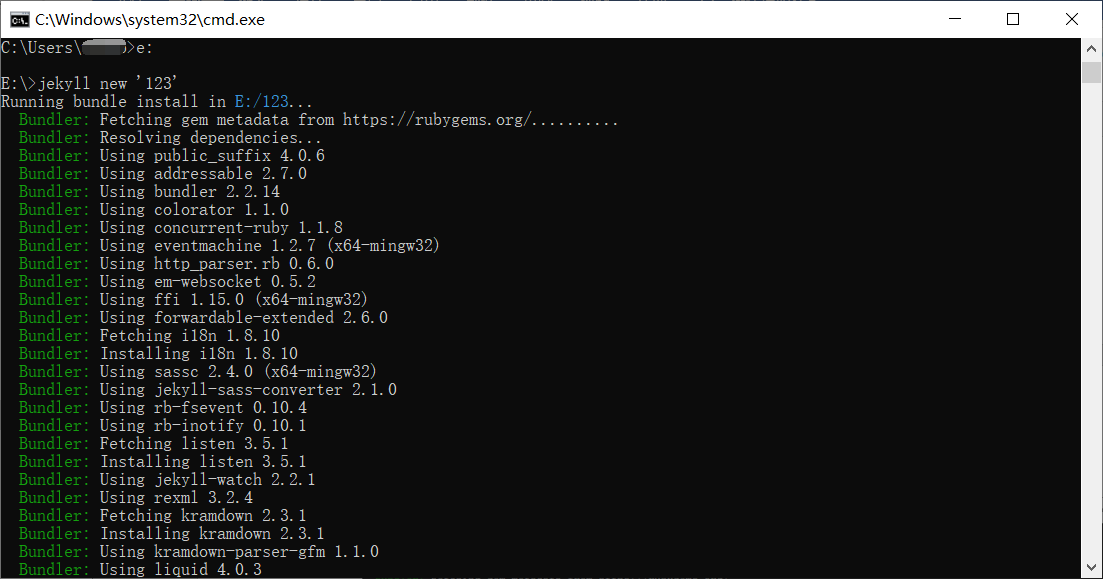 C:\Windows\system32\cmd.exe
C:\Users\ >e:
E:\>jekyll new '123'
Running bundle install in E:/123...
Bundler: Fetching gem metadata from https://rubygems.org/..........
Bundler: Resolving dependencies...
Bundler: Using public_suffix 4.0.6
Bundler: Using addressable 2.7.0
Bundler: Using bundler 2.2.14
Bundler: Using colorator 1.1.0
Bundler: Using concurrent-ruby 1.1.8
Bundler: Using eventmachine 1.2.7 (x64-mingw32)
Bundler: Using http_parser.rb 0.6.0
Bundler: Using em-websocket 0.5.2
Bundler: Using ffi 1.15.0 (x64-mingw32)
Bundler: Using forwardable-extended 2.6.0
Bundler: Fetching i18n 1.8.10
Bundler: Installing i18n 1.8.10
Bundler: Using sassc 2.4.0 (x64-mingw32)
Bundler: Using jekyll-sass-converter 2.1.0
Bundler: Using rb-fsevent 0.10.4
Bundler: Using rb-inotify 0.10.1
Bundler: Fetching listen 3.5.1
Bundler: Installing listen 3.5.1
Bundler: Using jekyll-watch 2.2.1
Bundler: Using rexml 3.2.4
Bundler: Fetching kramdown 2.3.1
Bundler: Installing kramdown 2.3.1
Bundler: Using kramdown-parser-gfm 1.1.0
Bundler: Using liquid 4.0.3